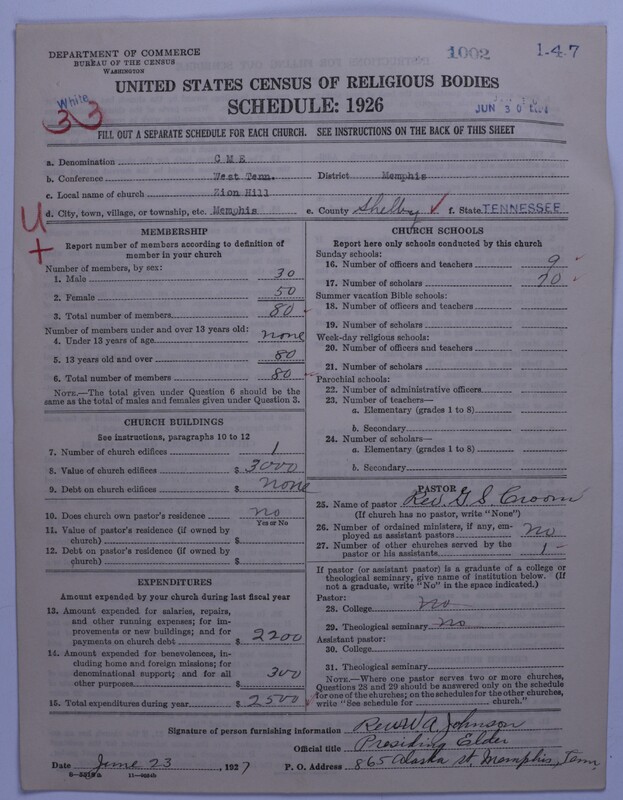 DEPARTMENT OF COMMERCE
BUREAU OF THE CENSUS
WASHINGTON
1002
1-4-7
UNITED STATES CENSUS OF RELIGIOUS BODIES
SCHEDULE: 1926
White
33
JUN 30
FILL OUT A SEPARATE SCHEDULE FOR EACH CHURCH. SEE INSTRUCTIONS ON THE BACK OF THIS SHEET
a. Denomination C M E
b. Conference West Tenn. District Memphis
c. Local name of church Zion Hill
d. City, town, village, or township, etc. Memphis e. County Shelby ✓ f. State TENNESSEE
U
+
MEMBERSHIP
Report number of members according to definition of
member in your church
Number of members, by sex:
1. Male 30
2. Female 50
3. Total number of members 80
Number of members under and over 13 years old:
4. Under 13 years of age none
5. 13 years old and over 80
6. Total number of members 80
NOTE.—The total given under Question 6 should be
same as the total of males and females given under Question 3.
CHURCH BUILDINGS
See instructions, paragraphs 10 to 12
7. Number of church edifices 1
8. Value of church edifices $ 3000
9. Debt on church edifices $ none
10. Does church own pastor's residence no
Yes or No
11. Value of pastor's residence (if owned by
church) $
12. Debt on pastor's residence (if owned by
church) $
EXPENDITURES
Amount expended by your church during last fiscal year
13. Amount expended for salaries, repairs,
and other running expenses; for im-
provements or new buildings; and for
payments on church debt $ 2200
14. Amount expended for benevolences, in-
cluding home and foreign missions; for
denominational support; and for all
other purposes $ 300
15. Total expenditures during year $ 2500
CHURCH SCHOOLS
Report here only schools conducted by this church
Sunday schools:
16. Number of officers and teachers 9
17. Number of scholars 70
Summer vacation Bible schools:
18. Number of officers and teachers
19. Number of scholars
Week-day religious schools:
20. Number of officers and teachers
21. Number of scholars
Parochial schools:
22. Number of administrative officers
23. Number of teachers—
a. Elementary (grades 1 to 8)
b. Secondary
24. Number of scholars—
a. Elementary (grades 1 to 8)
b. Secondary
PASTOR
25. Name of pastor Rev. G S Croom
(If church has no pastor, write "None")
26. Number of ordained ministers, if any, em-
ployed as assistant pastors no
27. Number of other churches served by the
pastor or his assistants 1
If pastor (or assistant pastor) is a graduate of a college or
theological seminary, give name of institution below. (If
not a graduate, write "No" in the space indicated.)
Pastor:
28. College no
29. Theological seminary no
Assistant pastor:
30. College
31. Theological seminary
NOTE.—Where one pastor serves two or more churches,
Questions 28 and 29 should be answered only on the schedule
for one of the churches; on the schedules for the other churches,
write "See schedule for church."
Signature of person furnishing information Rev W A Johnson
Official title Presiding Elder
Date June 23, 1927 P. O. Address 865 Alaska st. Memphis, Tenn.